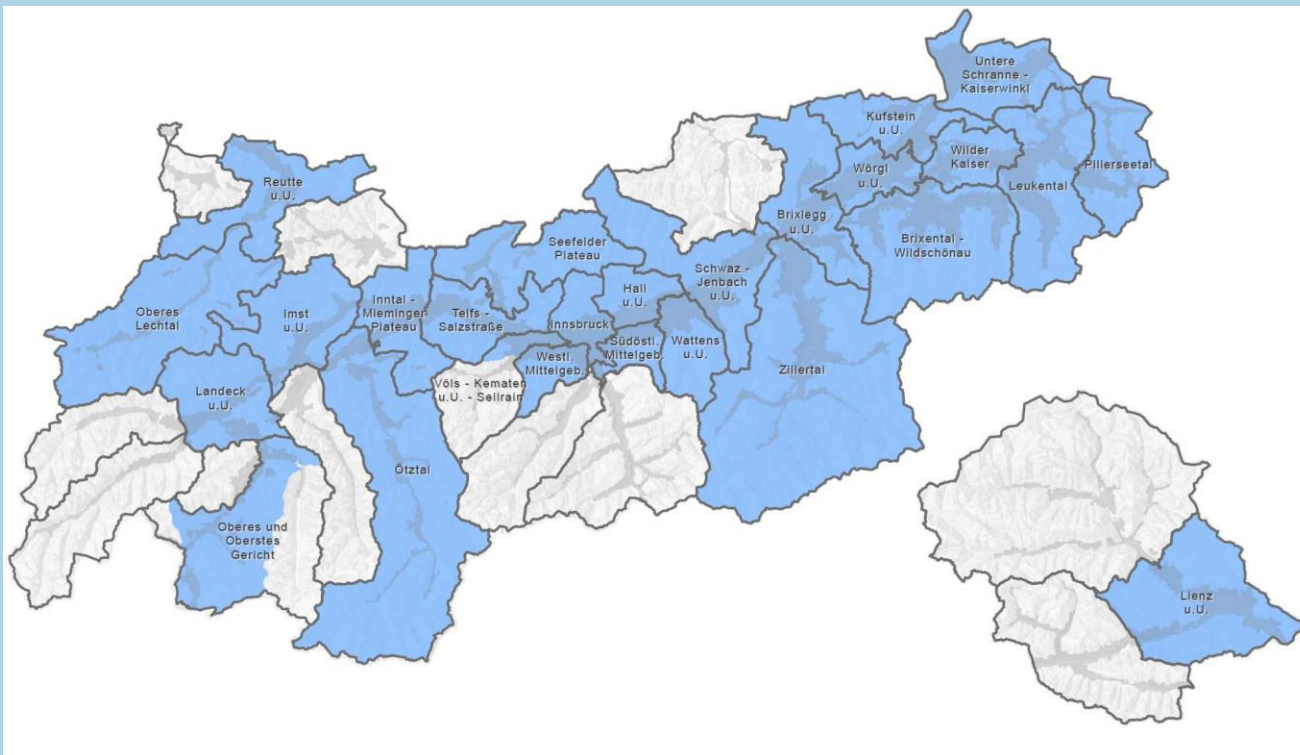 Untere
Schranne -
Kaiserwinkl
Kufstein
u.U.
Wilder
Kaiser
Pillerseetal
Wörgl
u.U.
Leukental
Reutte
u.U.
Brixlegg
u.U.
Brixental -
Wildschönau
Seefelder
Plateau
Schwaz -
Jenbach
u.U.
Hall
u.U.
Oberes
Lechtal
Imst
u.U.
Inntal -
Mieminger
Plateau
Telfs -
Salzstraße
Innsbruck
Südöstl.
Mittelgeb.
Wattens
u.U.
Westl.
Mittelgeb.
Zillertal
Völs - Kematen
u.U. - Sellrain
Landeck
u.U.
Ötztal
Oberes und
Oberstes
Gericht
Lienz
u.U.